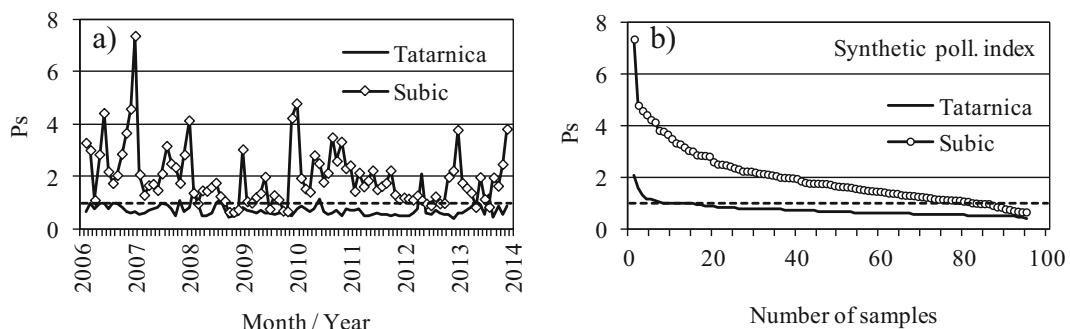 a)
Tatarnica
Subic
Ps
8
6
4
2
0
2006
2007
2008
2009
2010
2011
2012
2013
2014
Month / Year
b)
Synthetic poll. index
Tatarnica
Subic
Ps
8
6
4
2
0
0 20 40 60 80 100
Number of samples